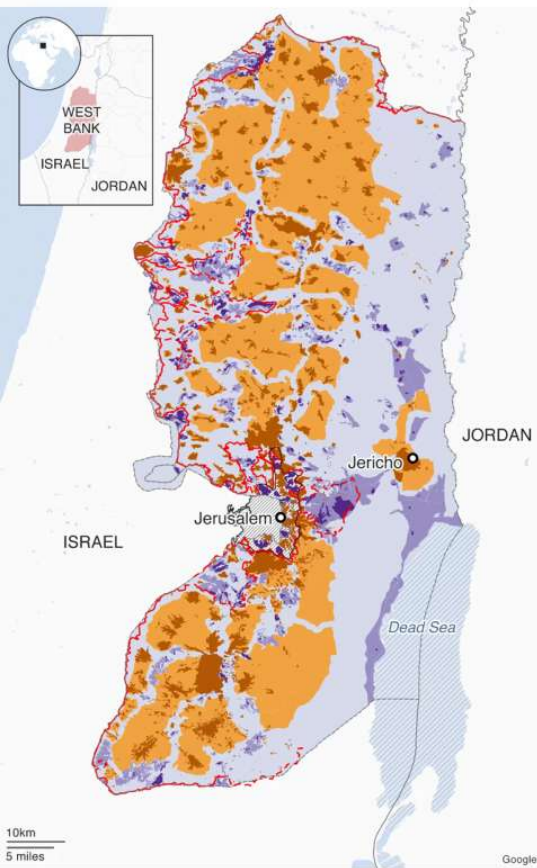 WEST
BANK
ISRAEL
JORDAN
JORDAN
Jericho
Jerusalem
ISRAEL
Dead Sea
10km
5 miles
Google